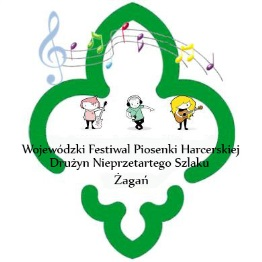 Wojewódzki Festiwal Piosenki Harcerskiej
Drużyn Nieprzetartego Szlaku
Żagań